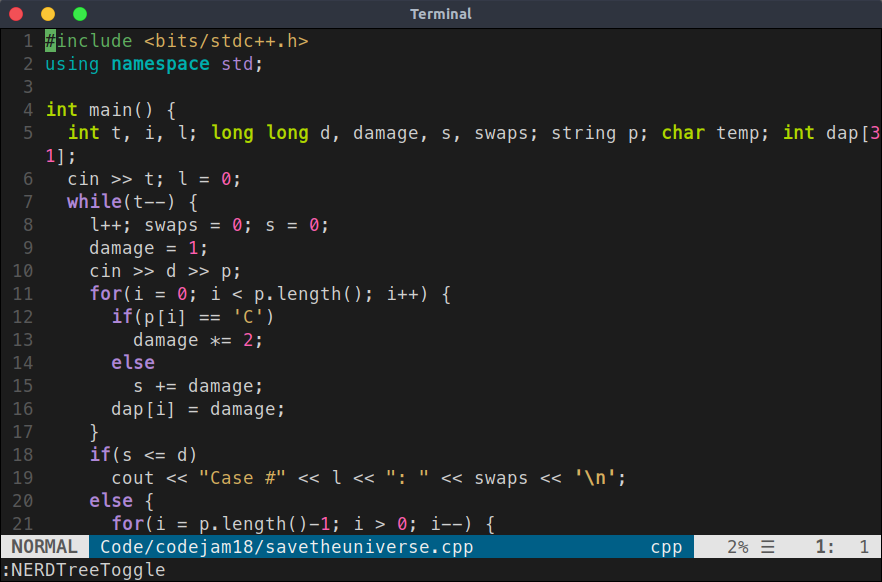 Terminal
1 #include <bits/stdc++.h>
2 using namespace std;
3
4 int main() {
5   int t, i, l; long long d, damage, s, swaps; string p; char temp; int dap[3
1];
6   cin >> t; l = 0;
7   while(t--) {
8     l++; swaps = 0; s = 0;
9     damage = 1;
10     cin >> d >> p;
11     for(i = 0; i < p.length(); i++) {
12       if(p[i] == 'C')
13         damage *= 2;
14       else
15         s += damage;
16       dap[i] = damage;
17     }
18     if(s <= d)
19       cout << "Case #" << l << ": " << swaps << '\n';
20     else {
21       for(i = p.length()-1; i > 0; i--) {
NORMAL Code/codejam18/savetheuniverse.cpp cpp 2% ☰ 1: 1
:NERDTreeToggle